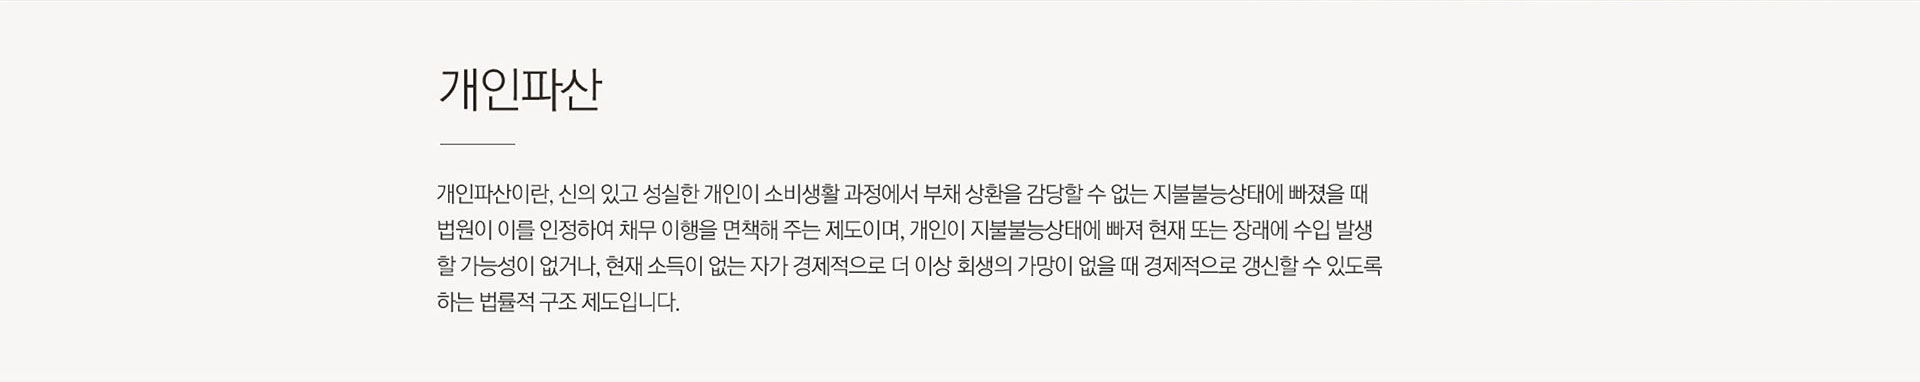 개인파산
개인파산이란, 신의 있고 성실한 개인이 소비생활 과정에서 부채 상환을 감당할 수 없는 지불불능상태에 빠졌을 때
법원이 이를 인정하여 채무 이행을 면책해 주는 제도이며, 개인이 지불불능상태에 빠져 현재 또는 장래에 수입 발생
할 가능성이 없거나, 현재 소득이 없는 자가 경제적으로 더 이상 회생의 가망이 없을 때 경제적으로 갱신할 수 있도록
하는 법률적 구조 제도입니다.